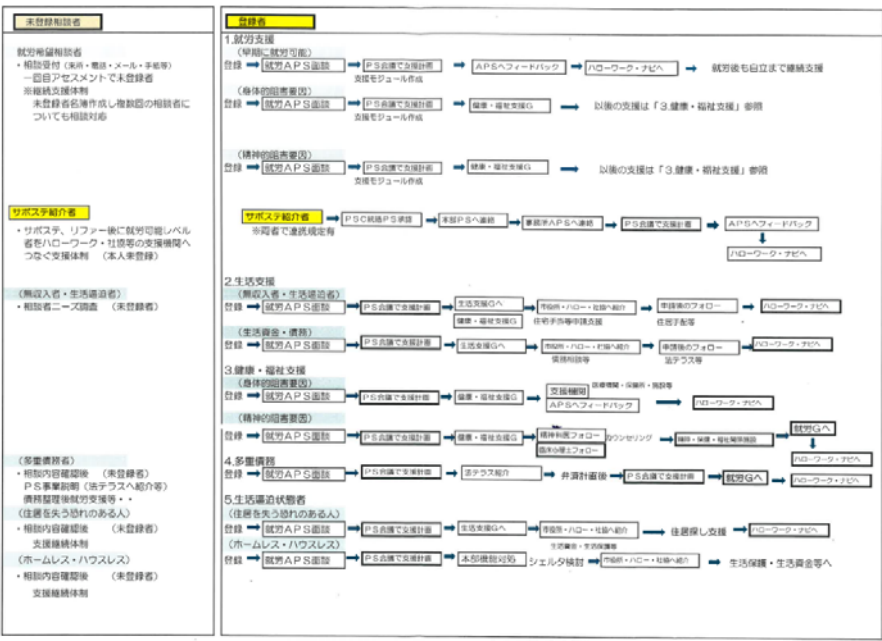 未登録相談者
就労希望相談者
・相談受付（来所・電話・メール・手紙等）
一回目アセスメントで未登録者
※継続支援体制
未登録者名簿作成し複数回の相談者に
ついても相談対応
サポステ紹介者
・サポステ、リファー後に就労可能レベル
者をハローワーク・社協等の支援機関へ
つなぐ支援体制 （本人未登録）
（無収入者・生活逼迫者）
・相談者ニーズ調査 （未登録者）
（多重債務者）
・相談内容確認後 （未登録者）
ＰＳ事業説明（法テラスへ紹介等）
債務整理後就労支援等・・
（住居を失う恐れのある人）
・相談内容確認後 （未登録者）
支援継続体制
（ホームレス・ハウスレス）
・相談内容確認後 （未登録者）
支援継続体制
登録者
1.就労支援
（早期に就労可能）
登録 ➡ 就労ＡＰＳ面談 ➡ ＰＳ会議で支援計画 ➡ ＡＰＳへフィードバック ➡ ハローワーク・ナビへ ➡ 就労後も自立まで継続支援
支援モジュール作成
（身体的阻害要因）
登録 ➡ 就労ＡＰＳ面談 ➡ ＰＳ会議で支援計画 ➡ 健康・福祉支援G ➡ 以後の支援は「３.健康・福祉支援」参照
支援モジュール作成
（精神的阻害要因）
登録 ➡ 就労ＡＰＳ面談 ➡ ＰＳ会議で支援計画 ➡ 健康・福祉支援G ➡ 以後の支援は「３.健康・福祉支援」参照
支援モジュール作成
サポステ紹介者 ➡ ＰＳＣ統括ＰＳ承諾 ➡ 本部ＰＳへ連絡 ➡ 事務所ＡＰＳへ連絡 ➡ ＰＳ会議で支援計画 ➡ ＡＰＳへフィードバック
※両者で連携規定有
ハローワーク・ナビへ
2.生活支援
（無収入者・生活逼迫者）
登録 ➡ 就労ＡＰＳ面談 ➡ ＰＳ会議で支援計画 ➡ 生活支援Gへ ➡ 市役所・ハロー・社協へ紹介 ➡ 申請後のフォロー ➡ ハローワーク・ナビへ
健康・福祉支援G 住宅手当等申請支援 住居手配等
（生活資金・債務）
登録 ➡ 就労ＡＰＳ面談 ➡ ＰＳ会議で支援計画 ➡ 生活支援Gへ ➡ 市役所・ハロー・社協へ紹介 ➡ 申請後のフォロー ➡ ハローワーク・ナビへ
債務相談等 法テラス等
3.健康・福祉支援
（身体的阻害要因）
支援機関 医療機関・保健所・施設等
登録 ➡ 就労ＡＰＳ面談 ➡ ＰＳ会議で支援計画 ➡ 健康・福祉支援G ➡ ＡＰＳフィードバック ➡ ハローワーク・ナビへ
（精神的阻害要因）
就労Gへ
登録 ➡ 就労ＡＰＳ面談 ➡ ＰＳ会議で支援計画 ➡ 健康・福祉支援G ➡ 精神科医フォロー カウンセリング ➡
臨床心理士フォロー
ハローワーク・ナビへ
4.多重債務
登録 ➡ 就労ＡＰＳ面談 ➡ ＰＳ会議で支援計画 ➡ 法テラス紹介 ➡ 弁済計画後 ➡ ＰＳ会議で支援計画 ➡ 就労Gへ ➡ ハローワーク・ナビへ
5.生活逼迫状態者
（住居を失う恐れのある人）
登録 ➡ 就労ＡＰＳ面談 ➡ ＰＳ会議で支援計画 ➡ 生活支援Gへ ➡ 市役所・ハロー・社協へ紹介 ➡ 住居探し支援 ➡ ハローワーク・ナビへ
（ホームレス・ハウスレス）
生活資金・生活保護等
登録 ➡ 就労ＡＰＳ面談 ➡ ＰＳ会議で支援計画 ➡ 本部機能対処 シェルタ検討 ➡ 市役所・ハロー・社協へ紹介 ➡ 生活保護・生活資金等へ